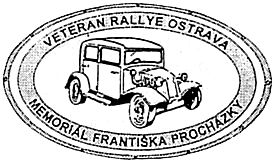 VETERAN RALLYE OSTRAVA
MEMORIÁL FRANTIŠKA PROCHÁZKY